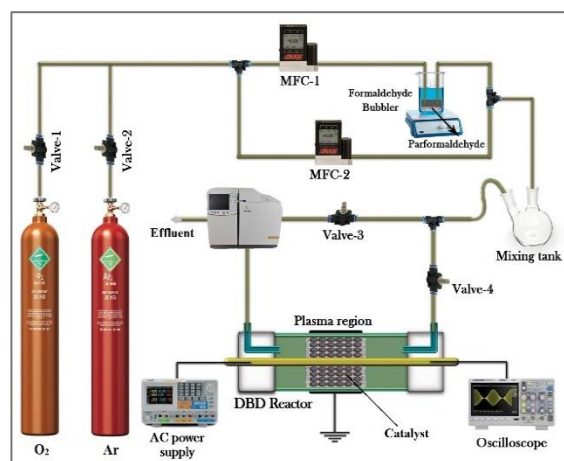 MFC-1
Formaldehyde
Bubbler
Parformaldehyde
Valve-1
Valve-2
MFC-2
Effluent
Valve-3
Mixing tank
Valve-4
Plasma region
DBD Reactor
Catalyst
AC power
supply
Oscilloscope
O₂
Ar